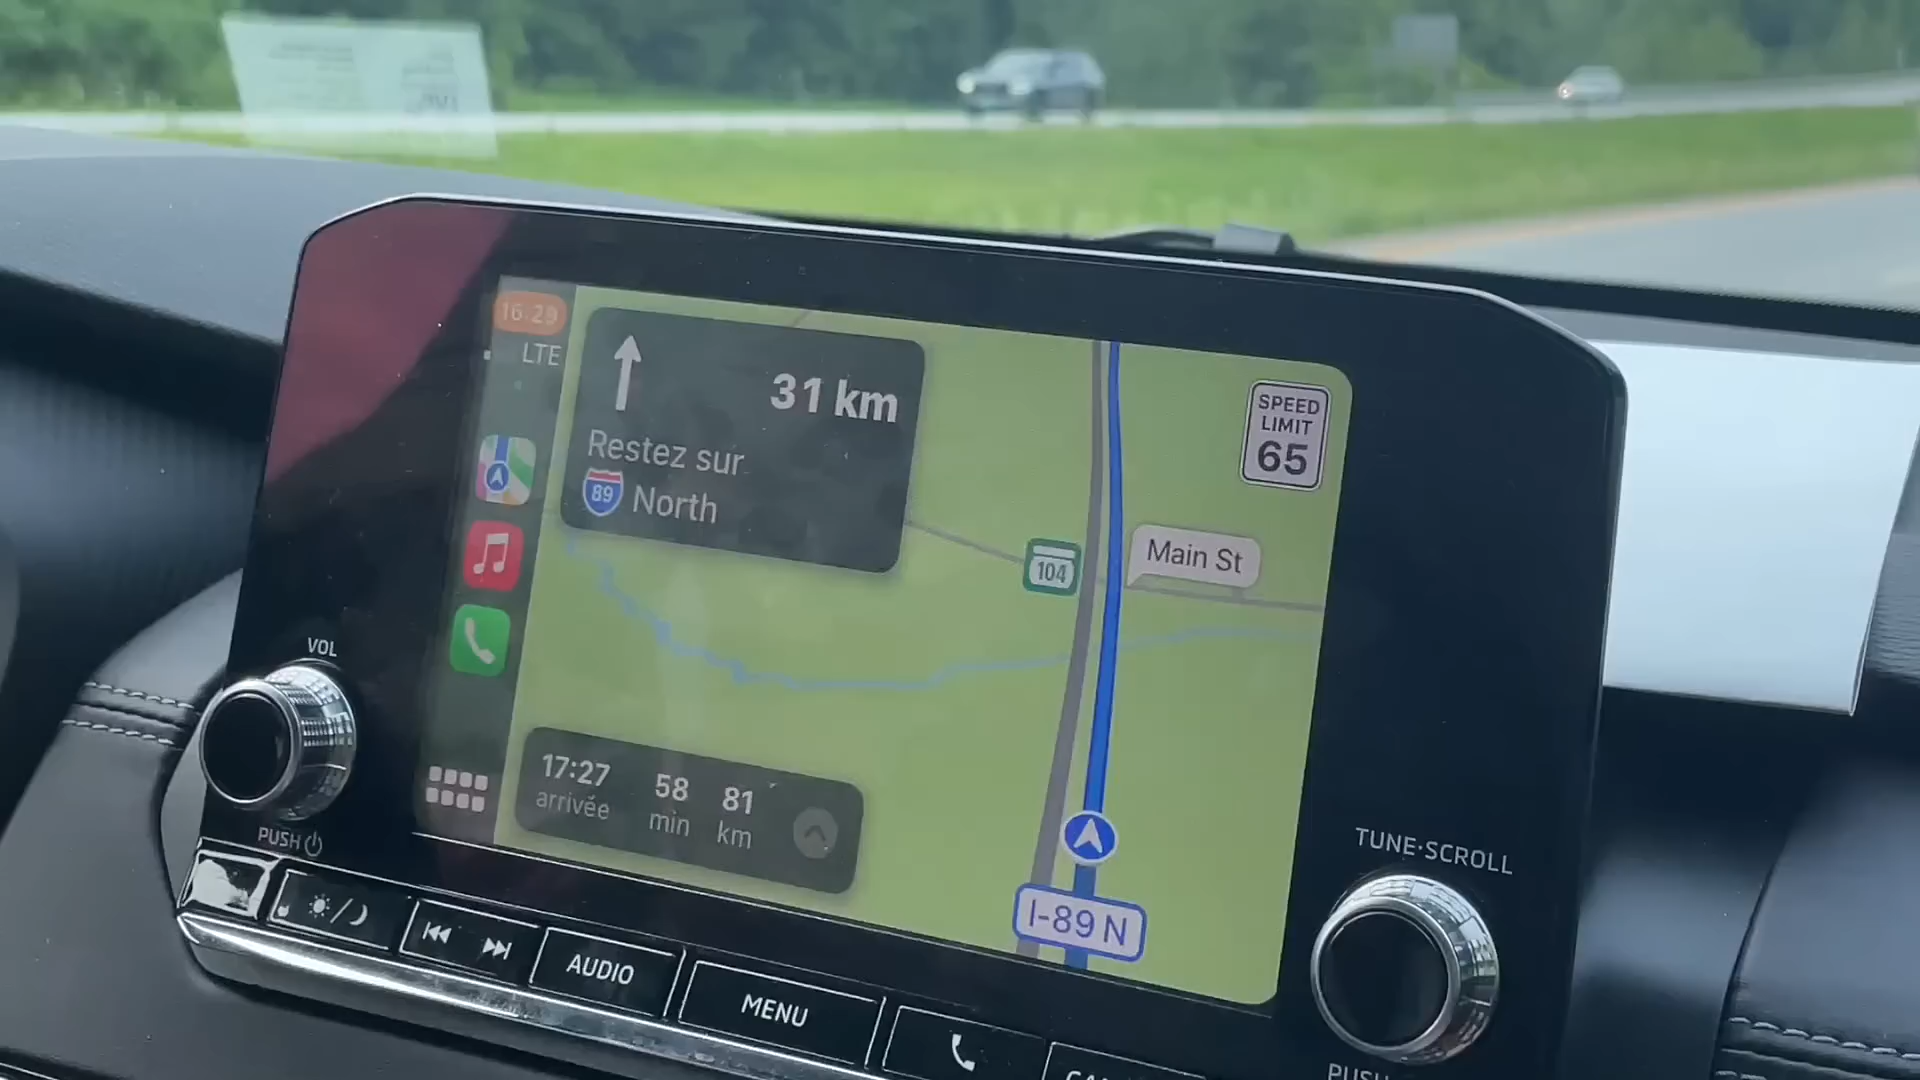 16:29
LTE
31 km
Restez sur
89 North
SPEED
LIMIT
65
104
Main St
17:27 58 81
arrivée min km
I-89 N
VOL
PUSH
TUNE·SCROLL
AUDIO
MENU
PUSH